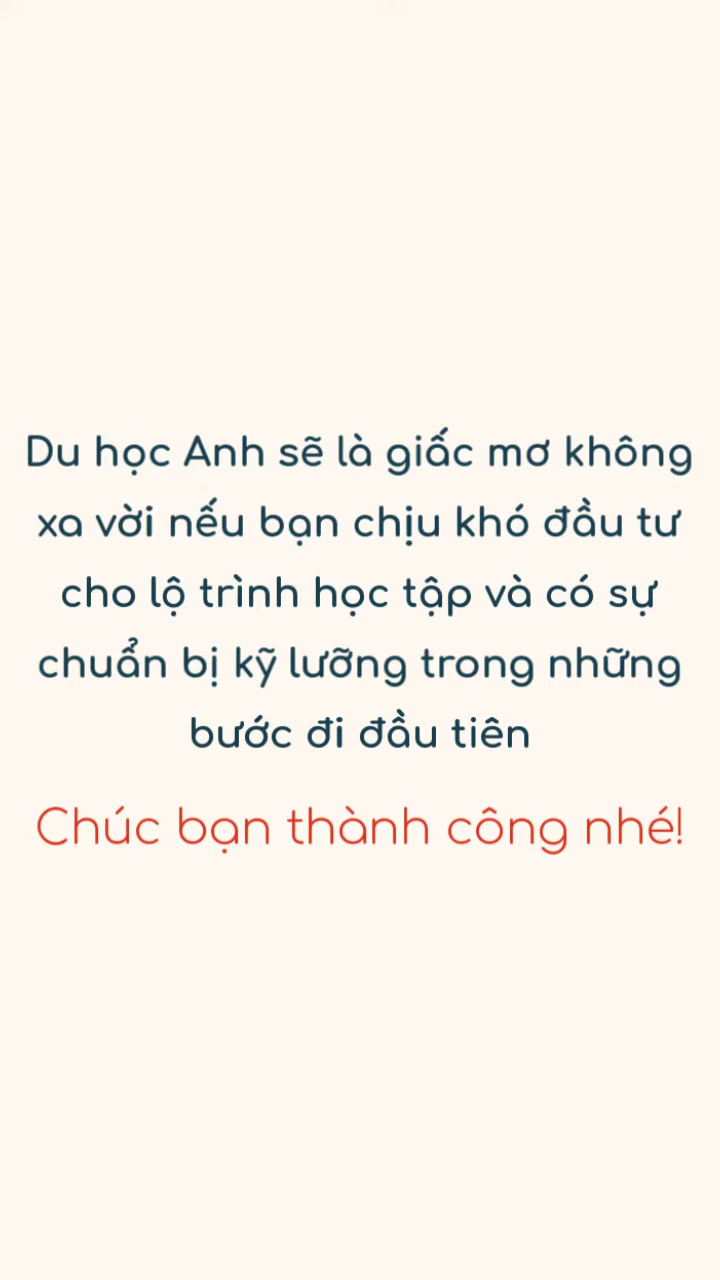 Du học Anh sẽ là giấc mơ không
xa vời nếu bạn chịu khó đầu tư
cho lộ trình học tập và có sự
chuẩn bị kỹ lưỡng trong những
bước đi đầu tiên
Chúc bạn thành công nhé!